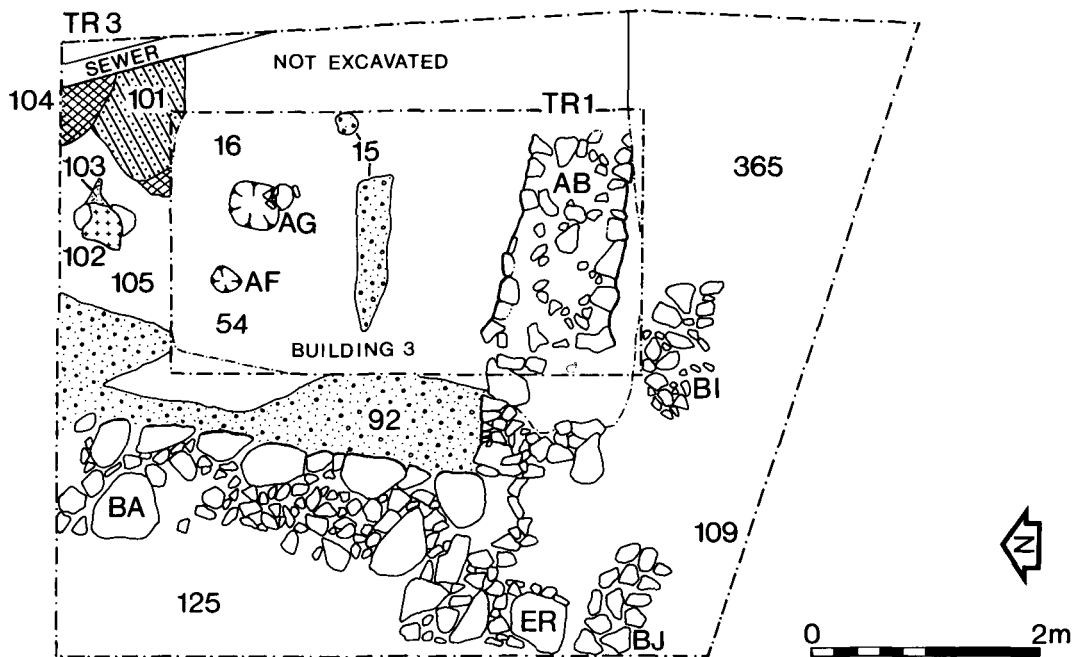 TR 3
SEWER
NOT EXCAVATED
104
101
TR1
16
15
365
103
AB
AG
102
105
AF
54
BUILDING 3
BI
92
BA
109
N
125
ER
BJ
0 2m